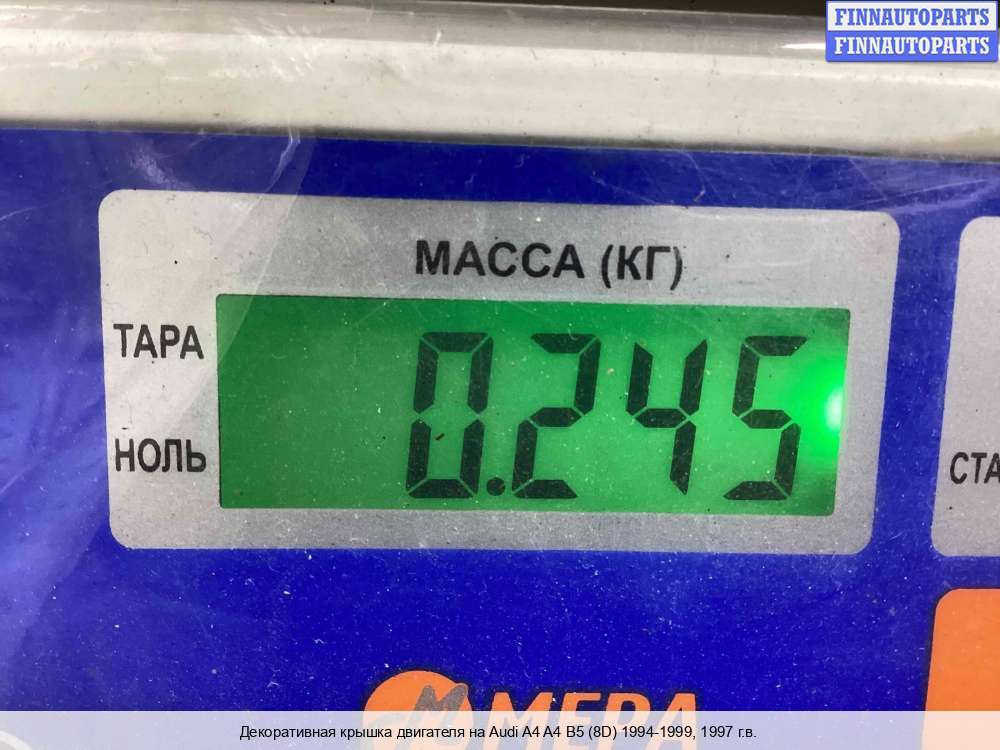 FINNAUTOPARTS
FINNAUTOPARTS
МАССА (КГ)
ТАРА
0.245
НОЛЬ
СТА
МЕРА
Декоративная крышка двигателя на Audi A4 A4 B5 (8D) 1994-1999, 1997 г.в.